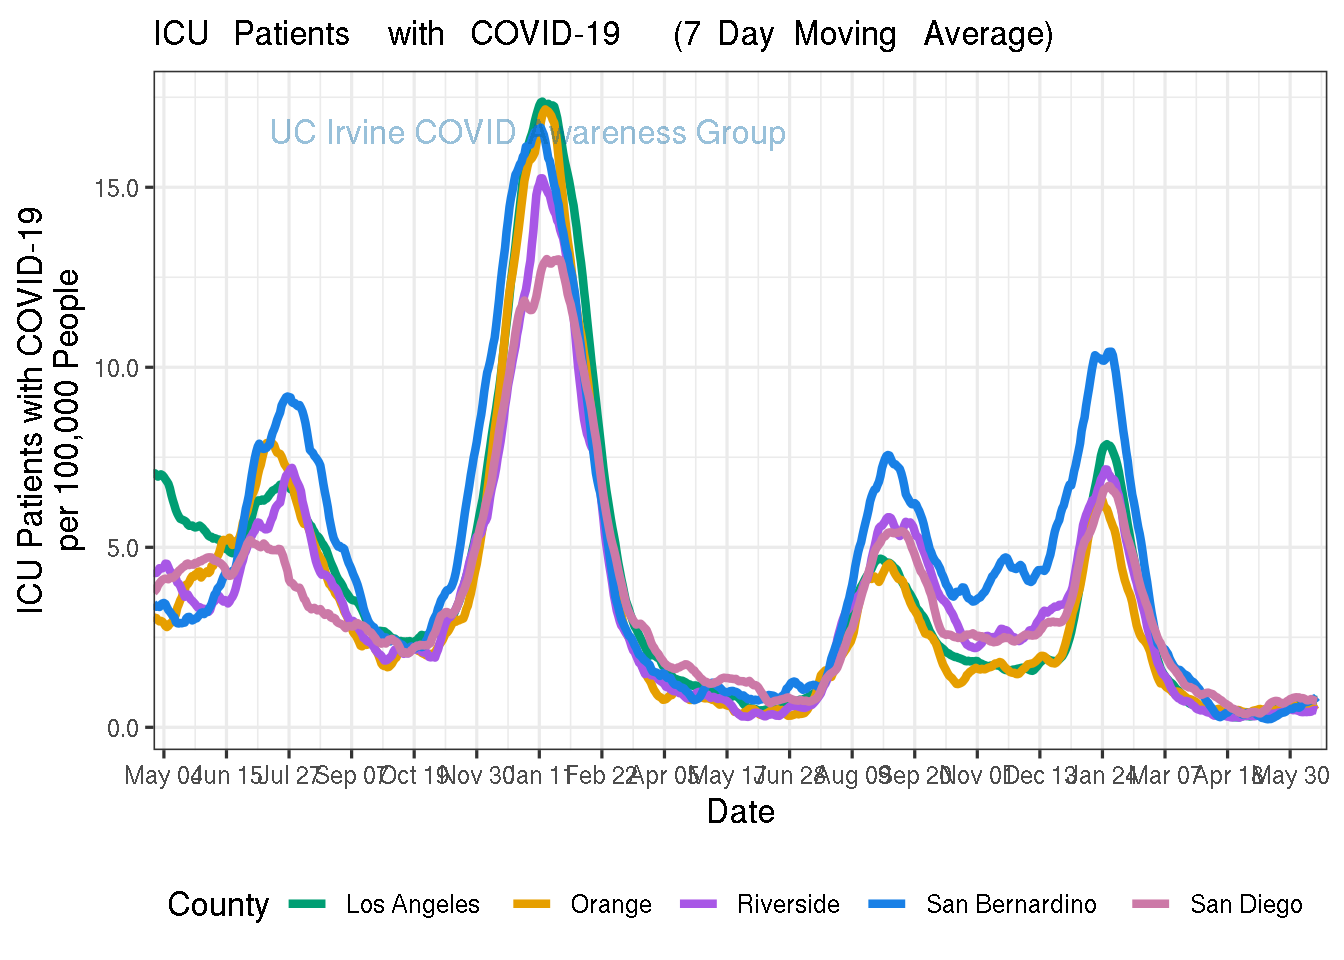 ICU Patients with COVID-19 (7 Day Moving Average)
UC Irvine COVID Awareness Group
ICU Patients with COVID-19
per 100,000 People
15.0
10.0
5.0
0.0
May 04 Jun 15 Jul 27 Sep 07 Oct 19 Nov 30 Jan 11 Feb 22 Apr 05 May 17 Jun 28 Aug 09 Sep 20 Nov 01 Dec 13 Jan 24 Mar 07 Apr 18 May 30
Date
County Los Angeles Orange Riverside San Bernardino San Diego